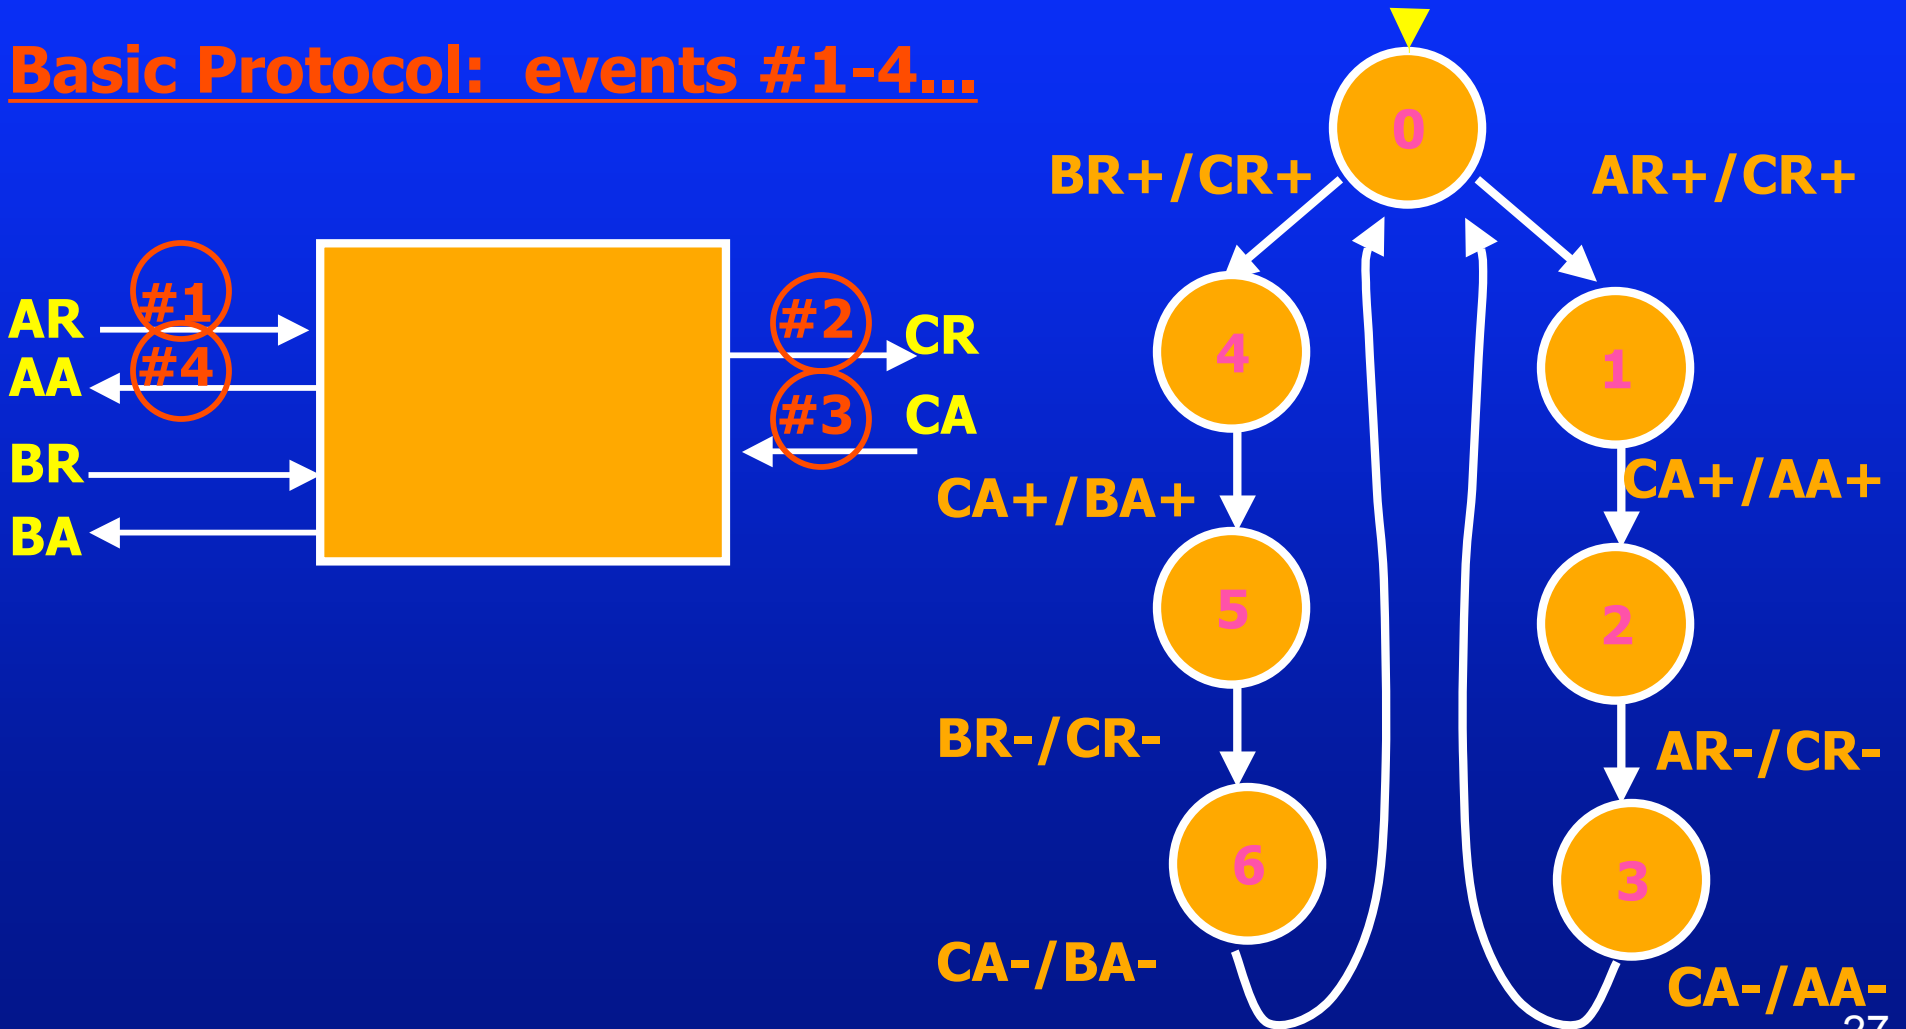 Basic Protocol: events #1-4...
0
BR+/CR+
AR+/CR+
#1
#2
AR
CR
4
1
#4
AA
#3
CA
BR
CA+/BA+
CA+/AA+
BA
5
2
BR-/CR-
AR-/CR-
6
3
CA-/BA-
CA-/AA-
27